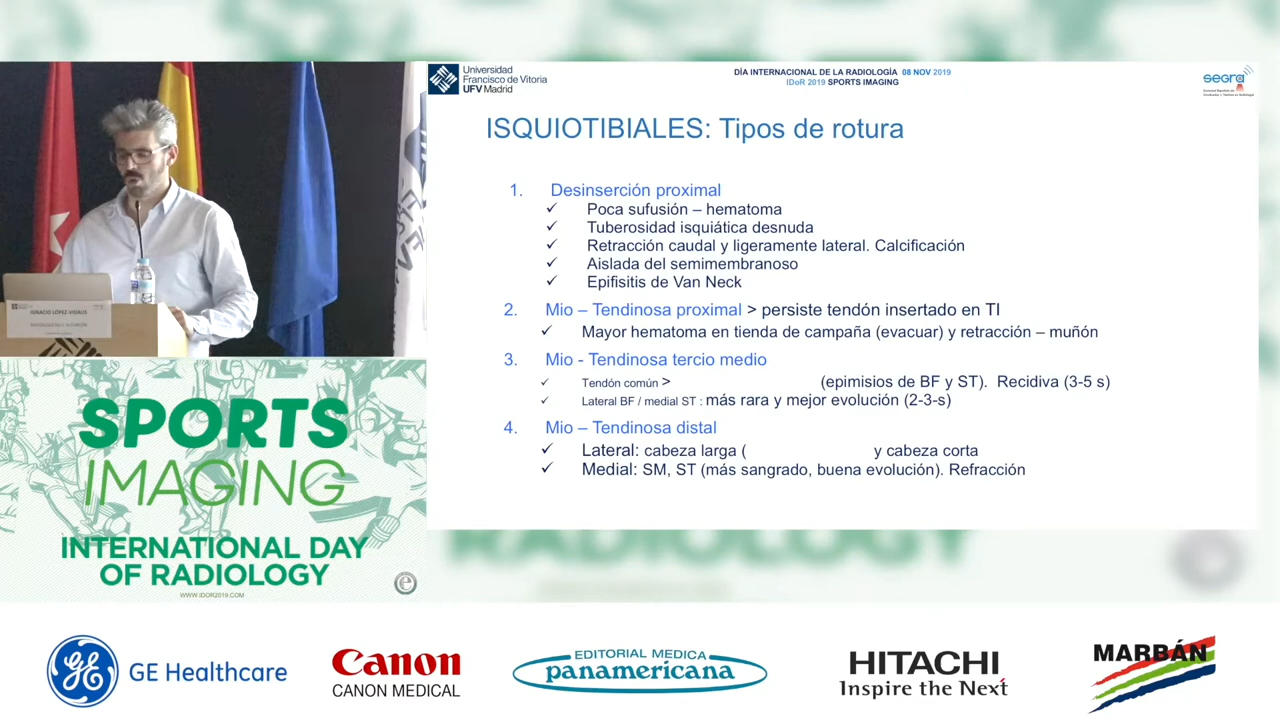 Universidad
Francisco de Vitoria
UFV Madrid
DÍA INTERNACIONAL DE LA RADIOLOGÍA 08 NOV 2019
IDoR 2019 SPORTS IMAGING
segra
ISQUIOTIBIALES: Tipos de rotura
1. Desinserción proximal
✓ Poca sufusión – hematoma
✓ Tuberosidad isquiática desnuda
✓ Retracción caudal y ligeramente lateral. Calcificación
✓ Aislada del semimembranoso
✓ Epifisitis de Van Neck
2. Mio – Tendinosa proximal > persiste tendón insertado en TI
✓ Mayor hematoma en tienda de campaña (evacuar) y retracción – muñón
3. Mio - Tendinosa tercio medio
✓ Tendón común > (epimisios de BF y ST). Recidiva (3-5 s)
✓ Lateral BF / medial ST : más rara y mejor evolución (2-3-s)
4. Mio – Tendinosa distal
✓ Lateral: cabeza larga ( y cabeza corta
✓ Medial: SM, ST (más sangrado, buena evolución). Refracción
IGNACIO LÓPEZ-VIDAUS
SPORTS
IMAGING
INTERNATIONAL DAY
OF RADIOLOGY
WWW.IDOR2019.COM
RADIOLOGY
GE GE Healthcare
Canon
CANON MEDICAL
EDITORIAL MEDICA
panamericana
HITACHI
Inspire the Next
MARBÁN